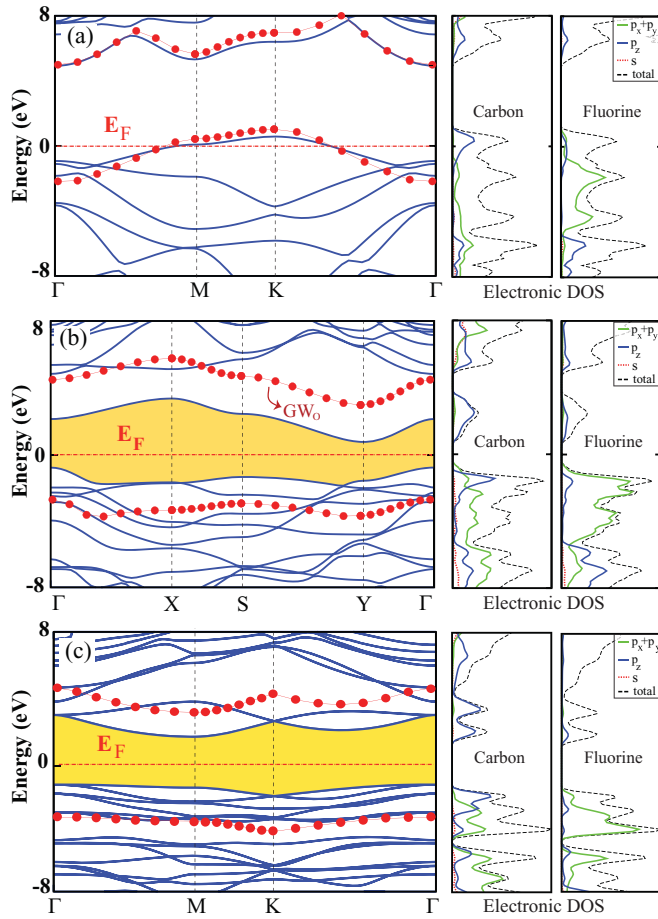 (a)
8
0
-8
Energy (eV)
E_F
Γ M K Γ
Carbon
Fluorine
p_x+p_y
p_z
s
total
Electronic DOS
(b)
8
0
-8
Energy (eV)
E_F
GW_0
Γ X S Y Γ
Carbon
Fluorine
p_x+p_y
p_z
s
total
Electronic DOS
(c)
8
0
-8
Energy (eV)
E_F
Γ M K Γ
Carbon
Fluorine
p_x+p_y
p_z
s
total
Electronic DOS